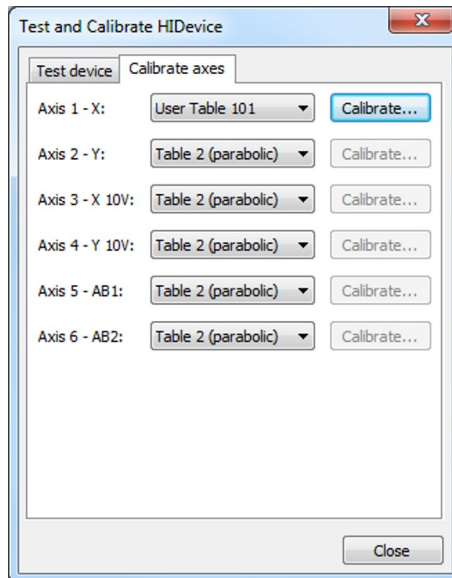 Test and Calibrate HIDevice
Test device Calibrate axes
Axis 1 - X: User Table 101 Calibrate...
Axis 2 - Y: Table 2 (parabolic) Calibrate...
Axis 3 - X 10V: Table 2 (parabolic) Calibrate...
Axis 4 - Y 10V: Table 2 (parabolic) Calibrate...
Axis 5 - AB1: Table 2 (parabolic) Calibrate...
Axis 6 - AB2: Table 2 (parabolic) Calibrate...
Close